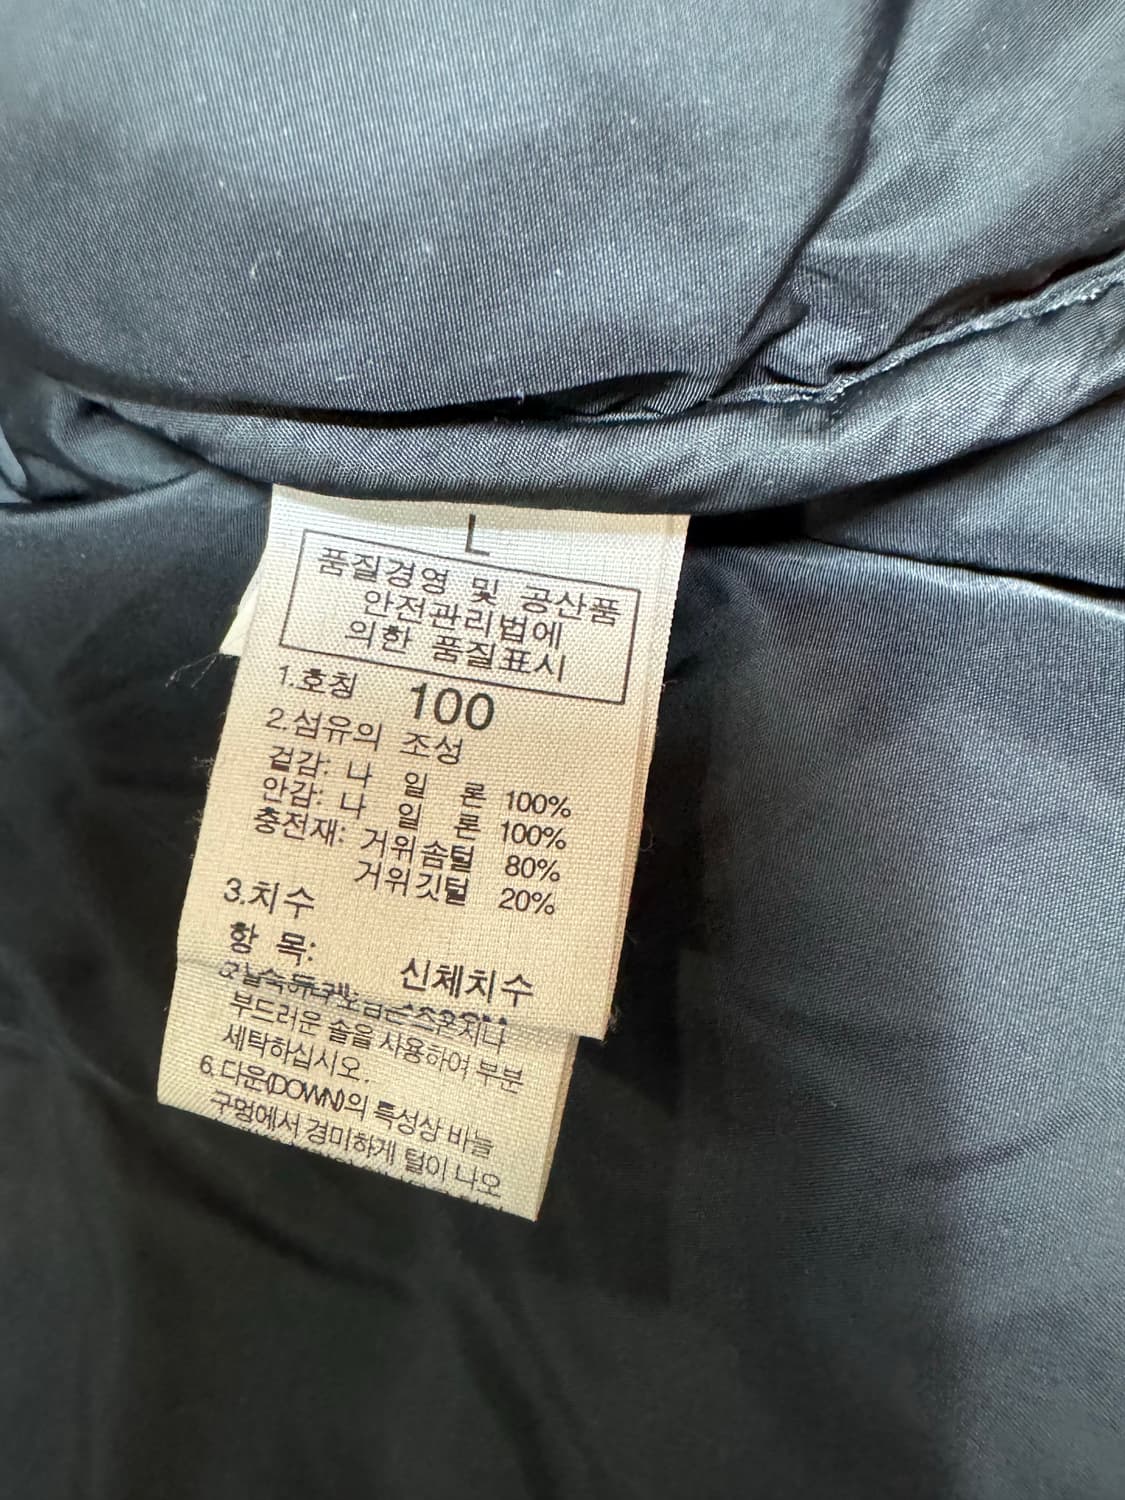 L
품질경영 및 공산품
안전관리법에
의한 품질표시
1.호칭 100
2.섬유의 조성
겉감: 나 일 론 100%
안감: 나 일 론 100%
충전재: 거위솜털 80%
거위깃털 20%
3.치수
항 목: 신체치수
부드러운 솔을 사용하여 부분
세탁하십시오.
6.다운(DOWN)의 특성상 바늘
구멍에서 경미하게 털이 나오